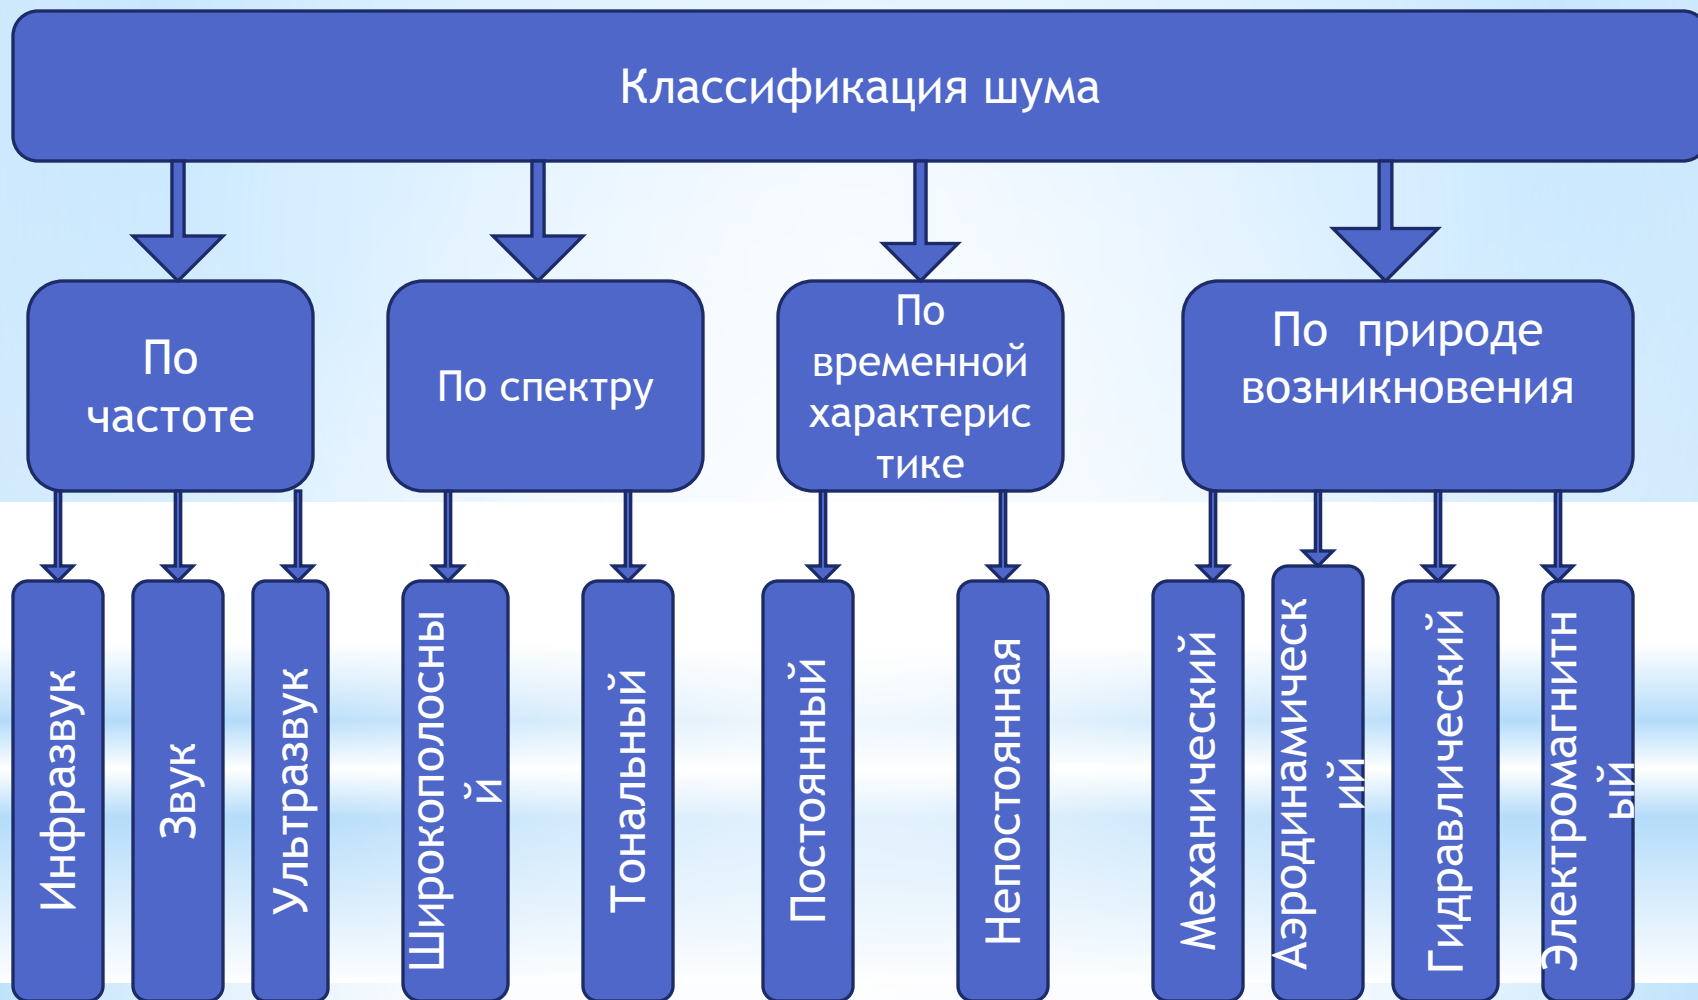 Классификация шума
По
частоте
По спектру
По
временной
характерис
тике
По природе
возникновения
Инфразвук
Звук
Ультразвук
Широкополосны
й
Тональный
Постоянный
Непостоянная
Механический
Аэродинамическ
ий
Гидравлический
Электромагнитн
ый